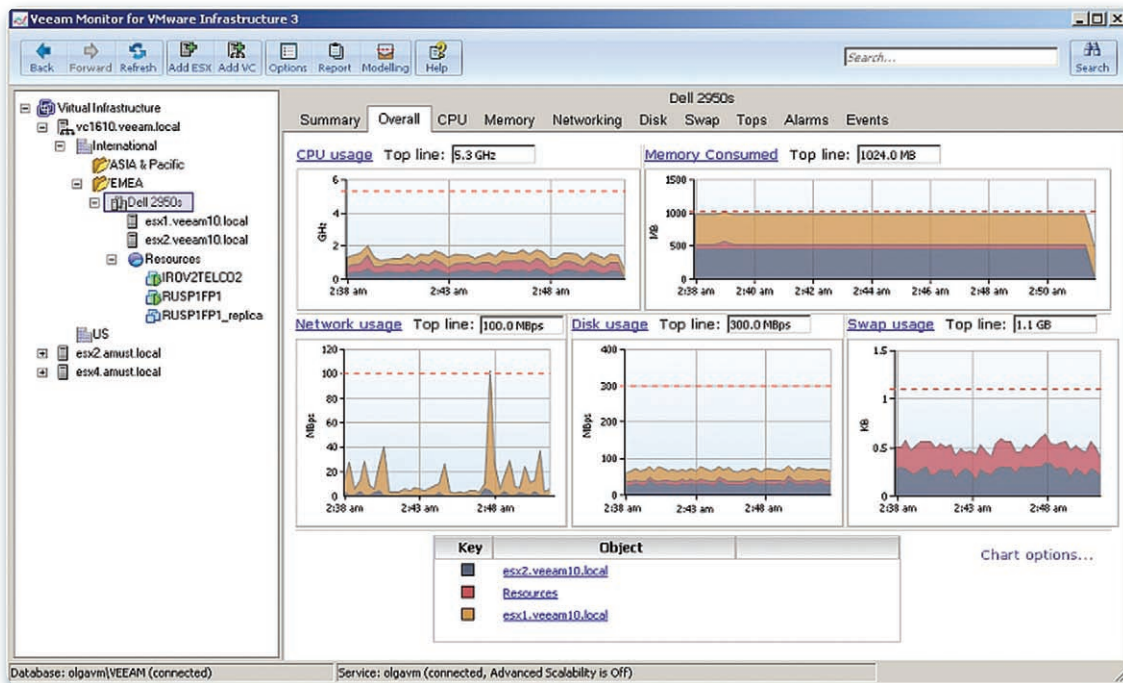 Veeam Monitor for VMware Infrastructure 3
Back Forward Refresh Add ESX Add VC Options Report Modelling Help
Search...
Search
Virtual Infrastructure
vc1610.veeam.local
International
ASIA & Pacific
EMEA
Dell 2950s
esx1.veeam10.local
esx2.veeam10.local
Resources
IROV2TELCO2
RUSP1FP1
RUSP1FP1_replica
US
esx2.amust.local
esx4.amust.local
Dell 2950s
Summary Overall CPU Memory Networking Disk Swap Tops Alarms Events
CPU usage Top line: 5.3 GHz
GHz
6
4
2
0
2:38 am 2:43 am 2:48 am
Memory Consumed Top line: 1024.0 MB
MB
1500
1000
500
0
2:38 am 2:40 am 2:42 am 2:44 am 2:46 am 2:48 am 2:50 am
Network usage Top line: 100.0 MBps
MBps
120
100
80
60
40
20
0
2:38 am 2:43 am 2:48 am
Disk usage Top line: 300.0 MBps
MBps
400
300
200
100
0
2:38 am 2:43 am 2:48 am
Swap usage Top line: 1.1 GB
KB
1.5
1
0.5
0
2:38 am 2:43 am 2:48 am
Key Object
esx2.veeam10.local
Resources
esx1.veeam10.local
Chart options...
Database: olgavm\VEEAM (connected)
Service: olgavm (connected, Advanced Scalability is Off)